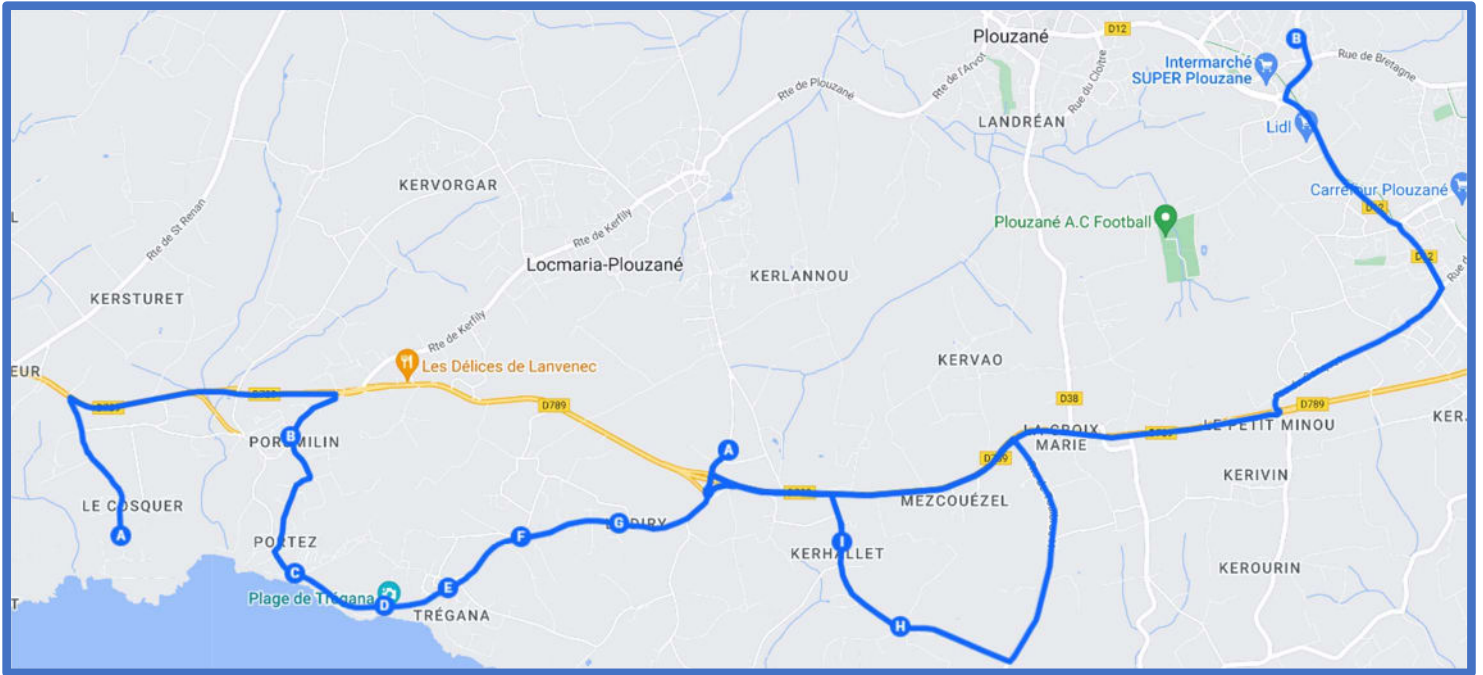 D12
Plouzané
B
Intermarché
SUPER Plouzane
Rue de Bretagne
Rte de l'Arvot
Rue du Cloître
Rte de Plouzané
LANDRÉAN
Lidl
KERVORGAR
Carrefour Plouzané
L
Rte de St Renan
Plouzané A.C Football
Rte de Kerfily
Locmaria-Plouzané
KERLANNOU
KERSTURET
Rte de Kerfily
KERVAO
EUR
Les Délices de Lanvenec
D789
D38
D789
LE PETIT MINOU
LA CROIX
MARIE
B
A
KERIVIN
LE COSQUER
MEZCOUÉZEL
A
PORTEZ
F
G
I
KERHALLET
KEROURIN
C
Plage de Trégana
D
E
TRÉGANA
T
H